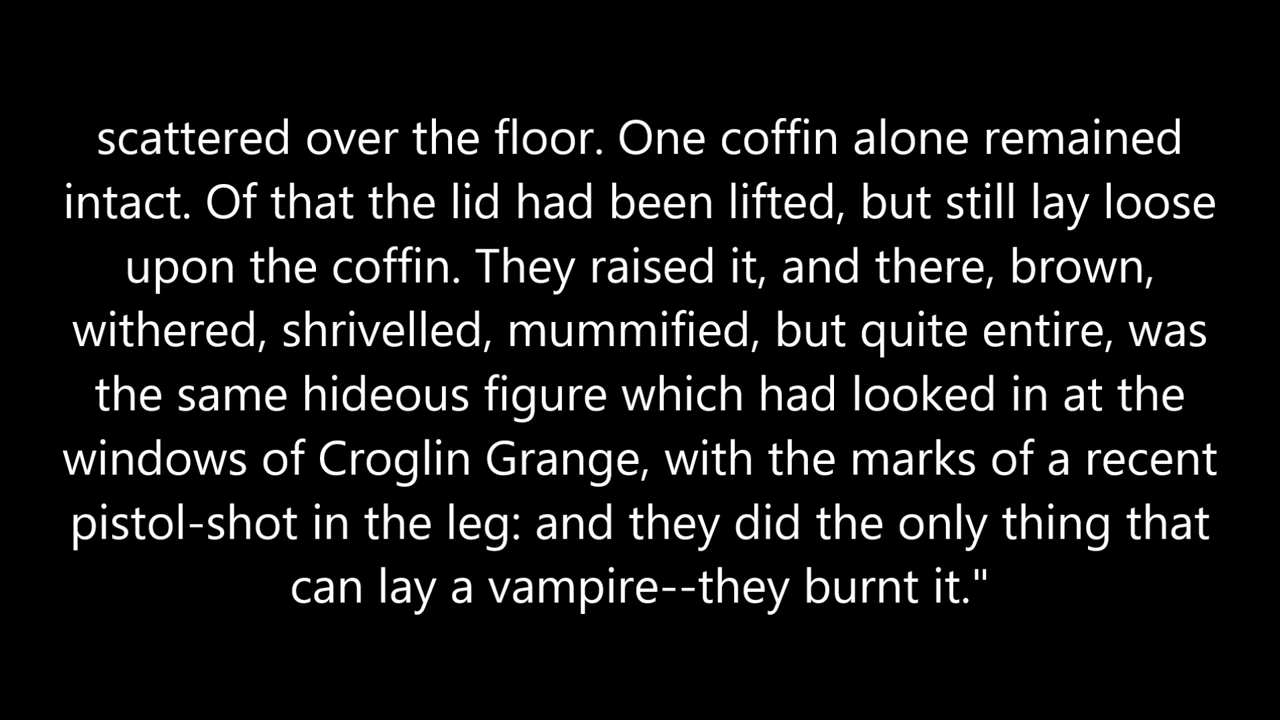 scattered over the floor. One coffin alone remained
intact. Of that the lid had been lifted, but still lay loose
upon the coffin. They raised it, and there, brown,
withered, shrivelled, mummified, but quite entire, was
the same hideous figure which had looked in at the
windows of Croglin Grange, with the marks of a recent
pistol-shot in the leg: and they did the only thing that
can lay a vampire--they burnt it."